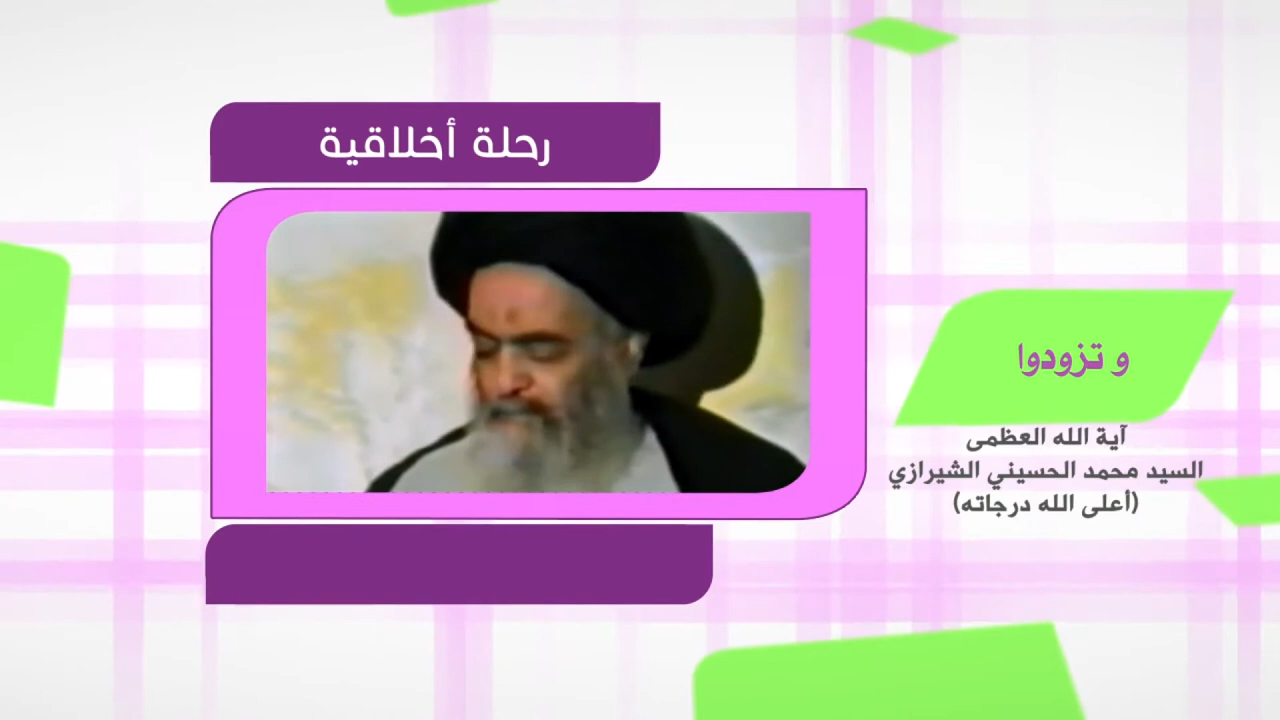 رحلة أخلاقية
و تزودوا
آية الله العظمى
السيد محمد الحسيني الشيرازي
(أعلى الله درجاته)